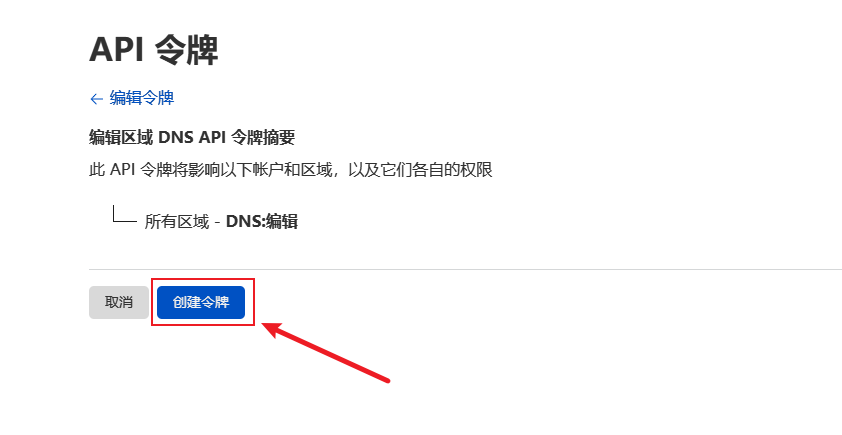 API 令牌
← 编辑令牌
编辑区域 DNS API 令牌摘要
此 API 令牌将影响以下帐户和区域，以及它们各自的权限
所有区域 - DNS:编辑
取消 创建令牌